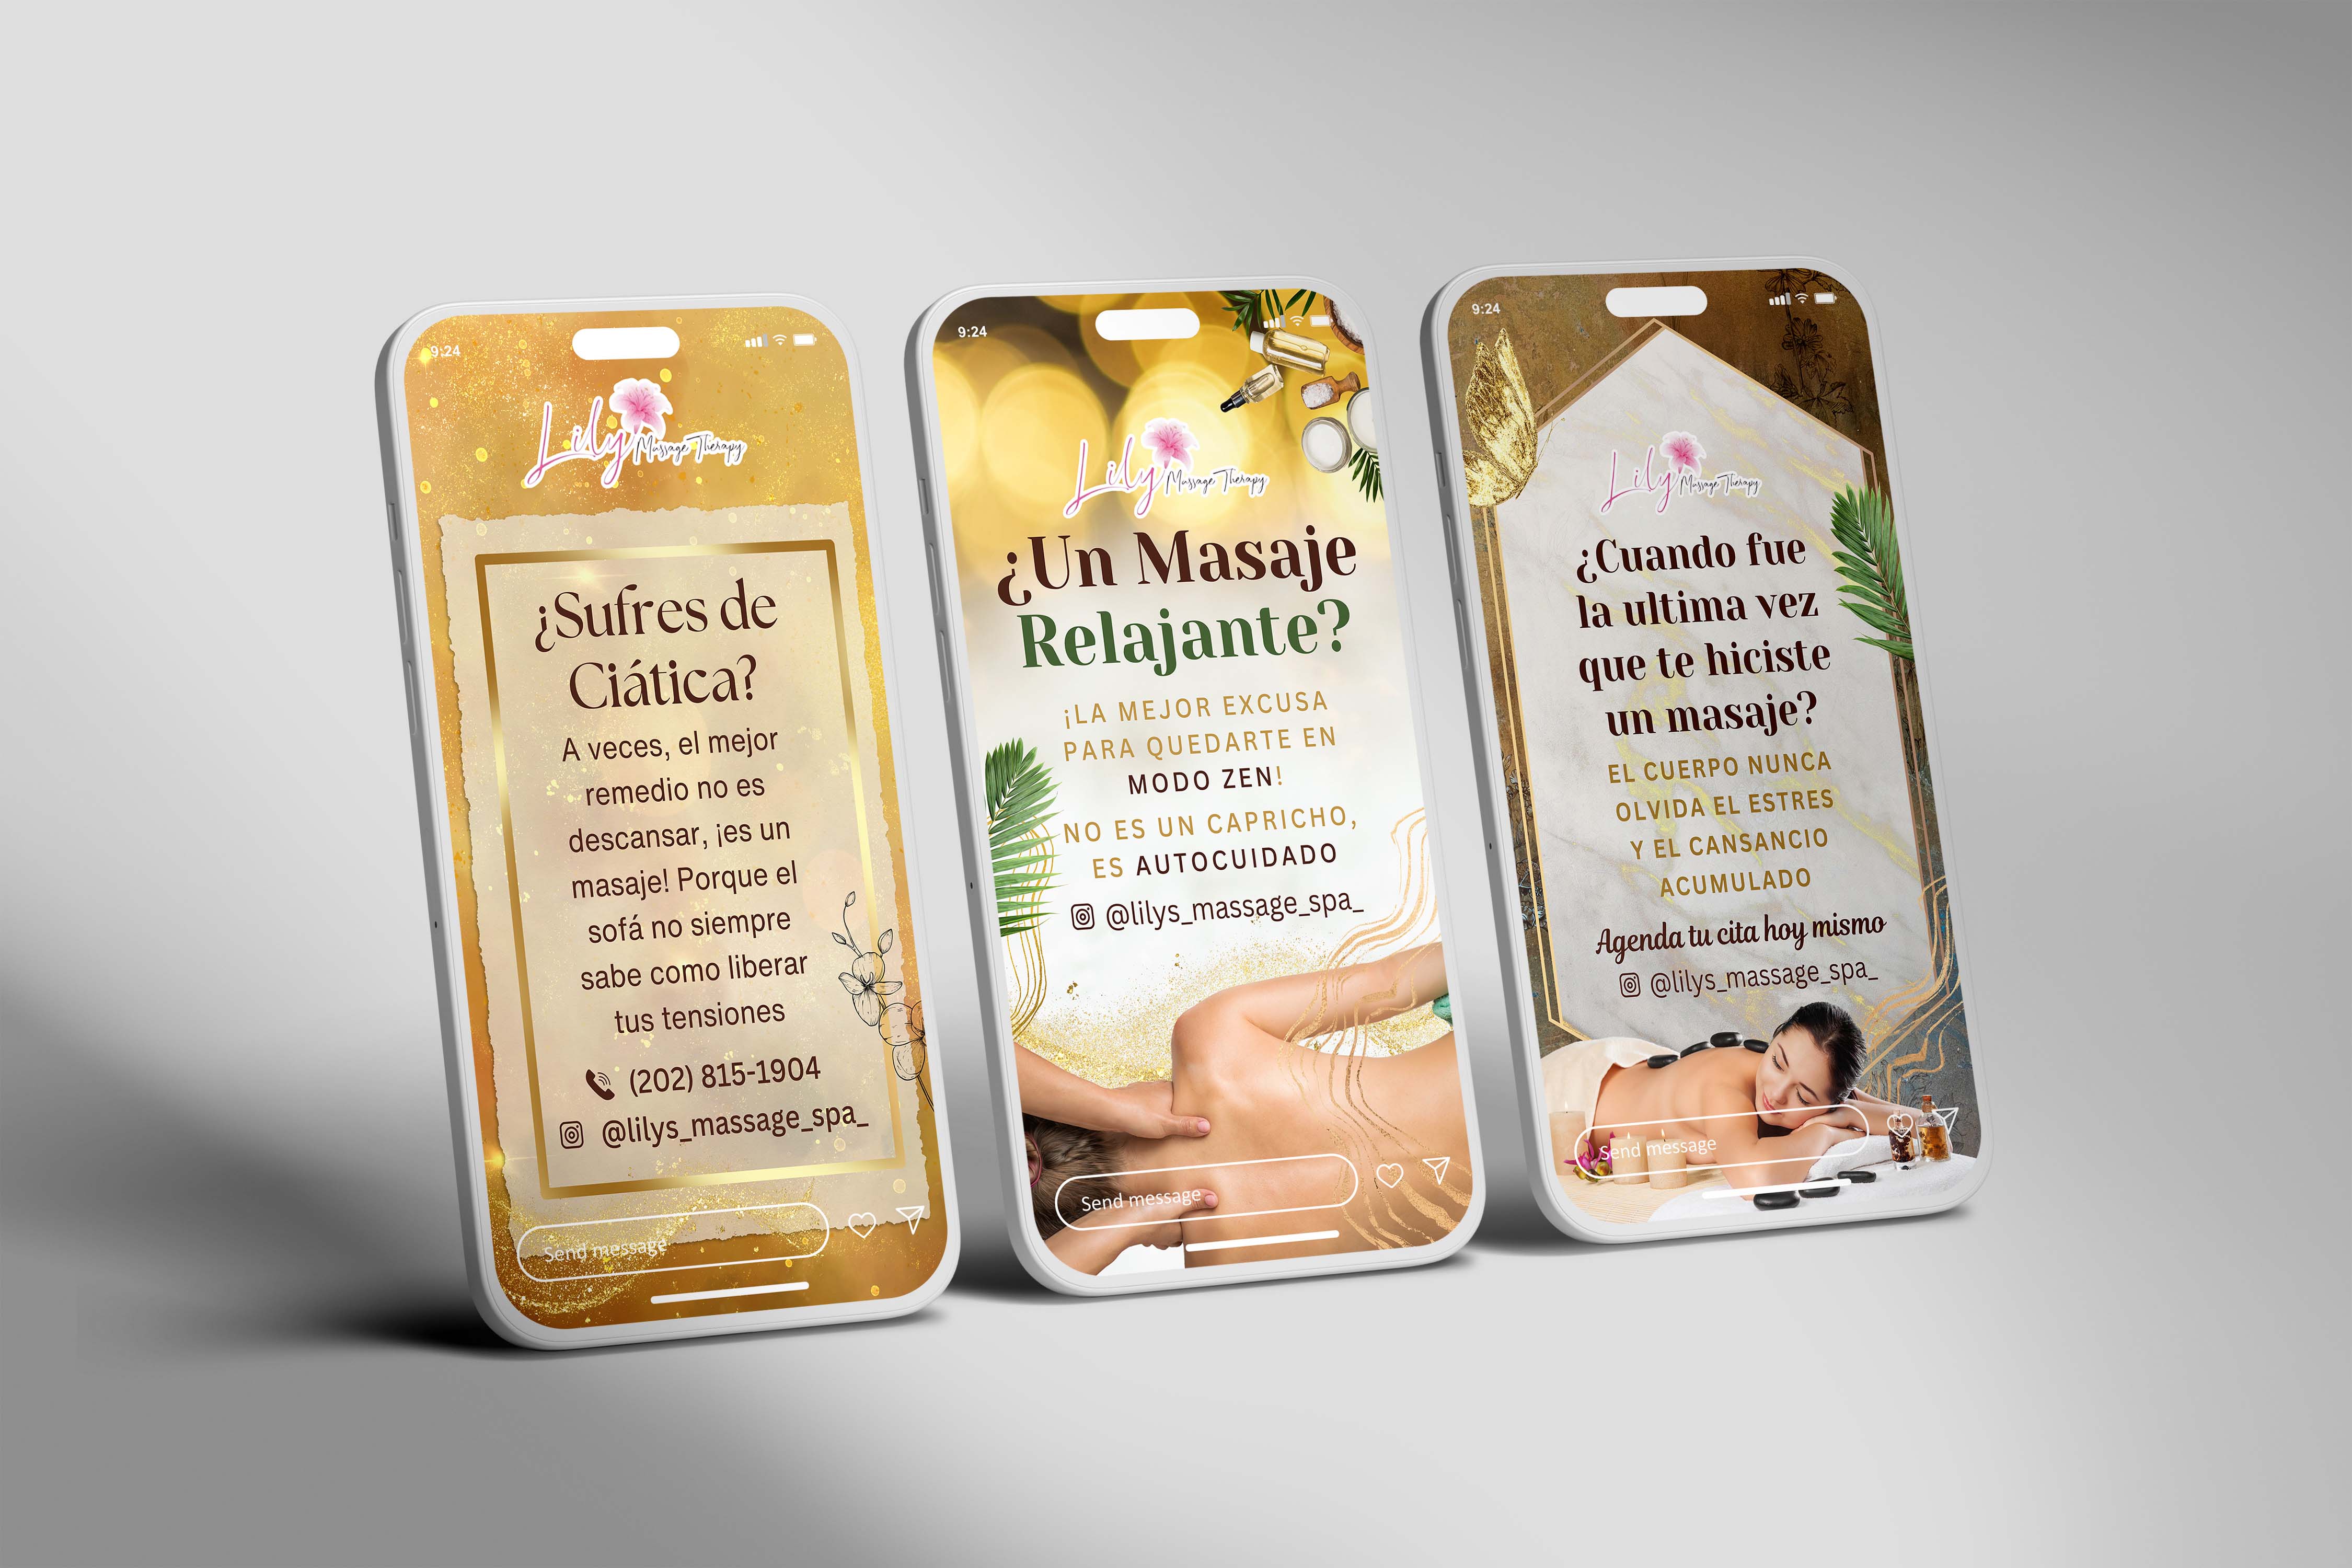 9:24
Lily Massage Therapy
¿Sufres de
Ciática?
A veces, el mejor
remedio no es
descansar, ¡es un
masaje! Porque el
sofá no siempre
sabe como liberar
tus tensiones
(202) 815-1904
@lilys_massage_spa_
Send message
9:24
Lily Massage Therapy
¿Un Masaje
Relajante?
¡LA MEJOR EXCUSA
PARA QUEDARTE EN
MODO ZEN!
NO ES UN CAPRICHO,
ES AUTOCUIDADO
@lilys_massage_spa_
Send message
9:24
Lily Massage Therapy
¿Cuando fue
la ultima vez
que te hiciste
un masaje?
EL CUERPO NUNCA
OLVIDA EL ESTRES
Y EL CANSANCIO
ACUMULADO
Agenda tu cita hoy mismo
@lilys_massage_spa_
Send message